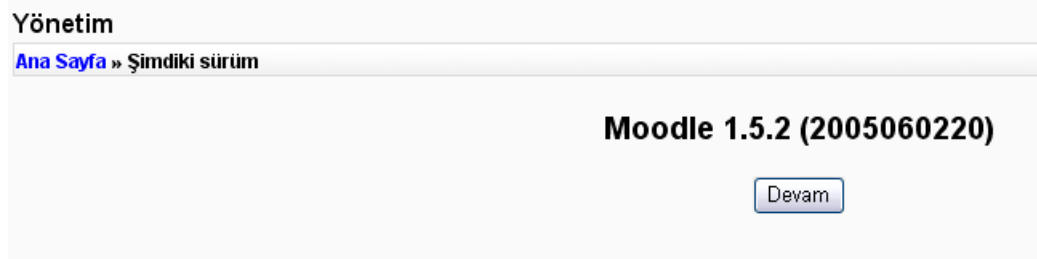 Yönetim
Ana Sayfa » Şimdiki sürüm
Moodle 1.5.2 (2005060220)
Devam